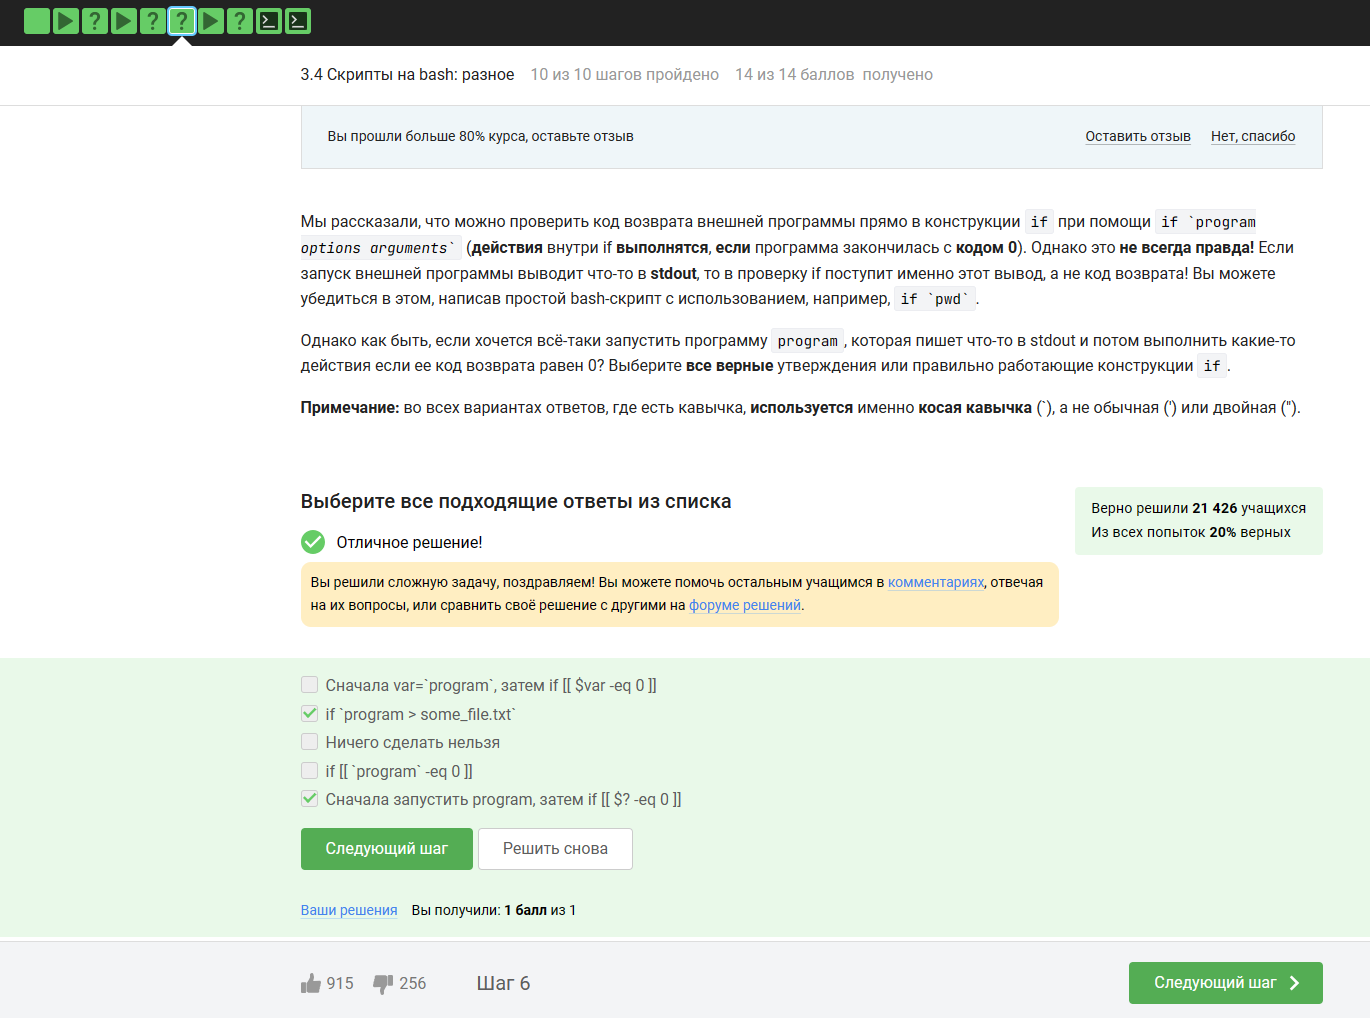 3.4 Скрипты на bash: разное 10 из 10 шагов пройдено 14 из 14 баллов получено
Вы прошли больше 80% курса, оставьте отзыв Оставить отзыв Нет, спасибо
Мы рассказали, что можно проверить код возврата внешней программы прямо в конструкции if при помощи if `program
options arguments` (действия внутри if выполнятся, если программа закончилась с кодом 0). Однако это не всегда правда! Если
запуск внешней программы выводит что-то в stdout, то в проверку if поступит именно этот вывод, а не код возврата! Вы можете
убедиться в этом, написав простой bash-скрипт с использованием, например, if `pwd`.
Однако как быть, если хочется всё-таки запустить программу program, которая пишет что-то в stdout и потом выполнить какие-то
действия если ее код возврата равен 0? Выберите все верные утверждения или правильно работающие конструкции if.
Примечание: во всех вариантах ответов, где есть кавычка, используется именно косая кавычка (`), а не обычная (') или двойная (").
Выберите все подходящие ответы из списка
Верно решили 21 426 учащихся
Из всех попыток 20% верных
Отличное решение!
Вы решили сложную задачу, поздравляем! Вы можете помочь остальным учащимся в комментариях, отвечая
на их вопросы, или сравнить своё решение с другими на форуме решений.
Сначала var=`program`, затем if [[ $var -eq 0 ]]
if `program > some_file.txt`
Ничего сделать нельзя
if [[ `program` -eq 0 ]]
Сначала запустить program, затем if [[ $? -eq 0 ]]
Следующий шаг Решить снова
Ваши решения Вы получили: 1 балл из 1
915 256 Шаг 6 Следующий шаг